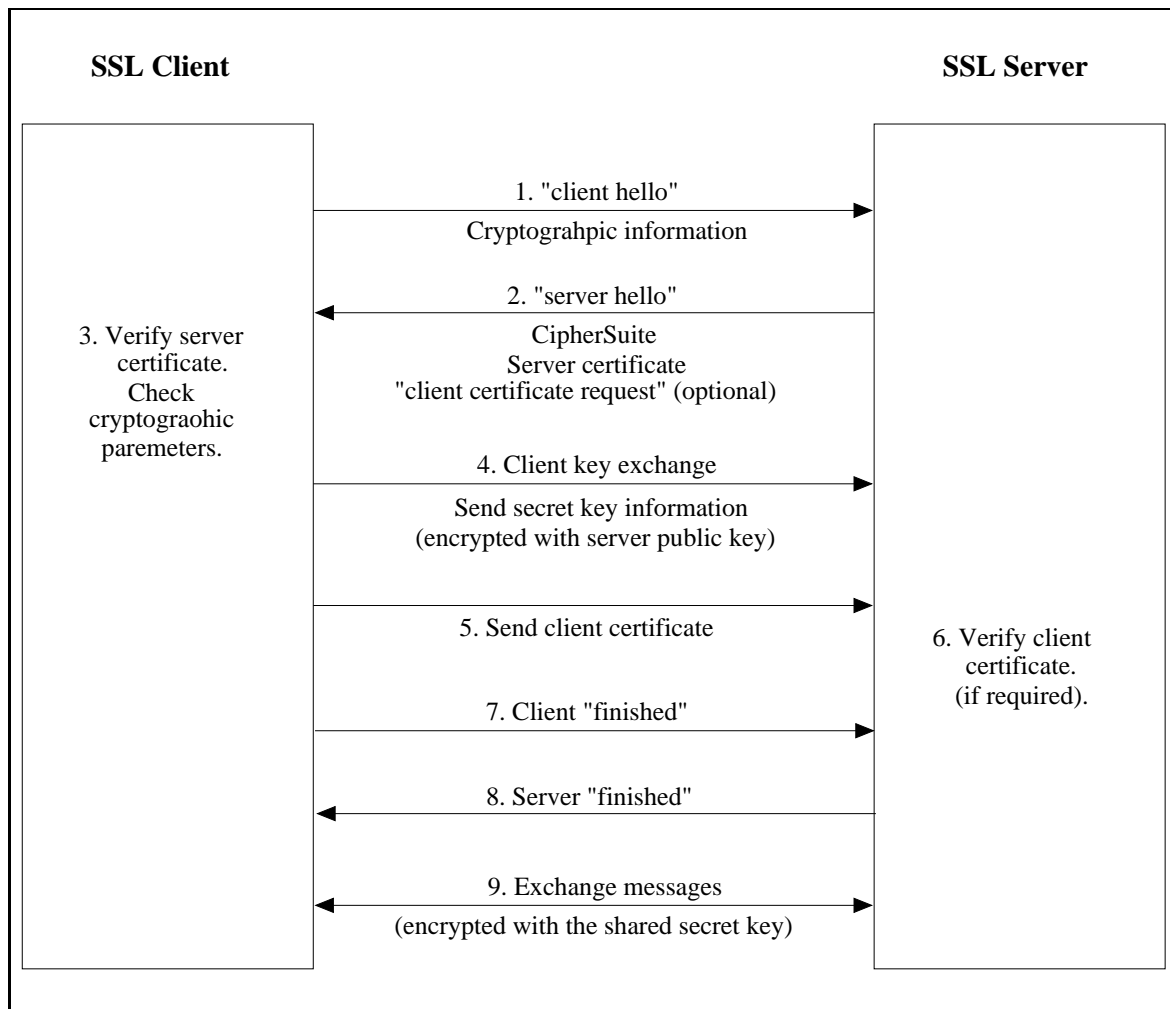 SSL Client
SSL Server
1. "client hello"
Cryptograhpic information
2. "server hello"
CipherSuite
Server certificate
"client certificate request" (optional)
3. Verify server
certificate.
Check
cryptograohic
paremeters.
4. Client key exchange
Send secret key information
(encrypted with server public key)
5. Send client certificate
6. Verify client
certificate.
(if required).
7. Client "finished"
8. Server "finished"
9. Exchange messages
(encrypted with the shared secret key)